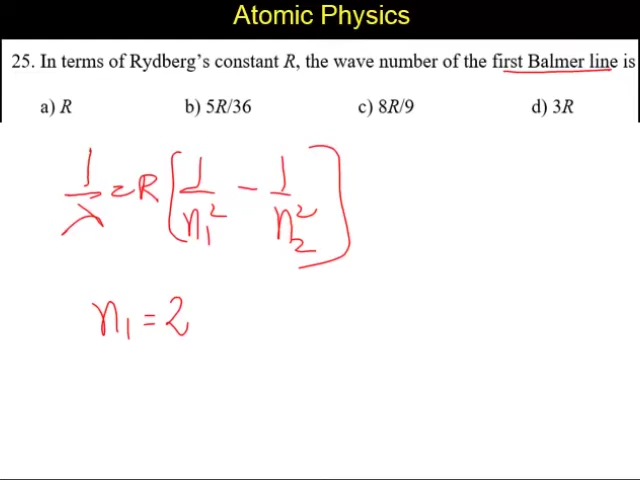 Atomic Physics
25. In terms of Rydberg's constant R, the wave number of the first Balmer line is
a) R b) 5R/36 c) 8R/9 d) 3R
1/λ = R [1/n₁² − 1/n₂²]
n₁ = 2